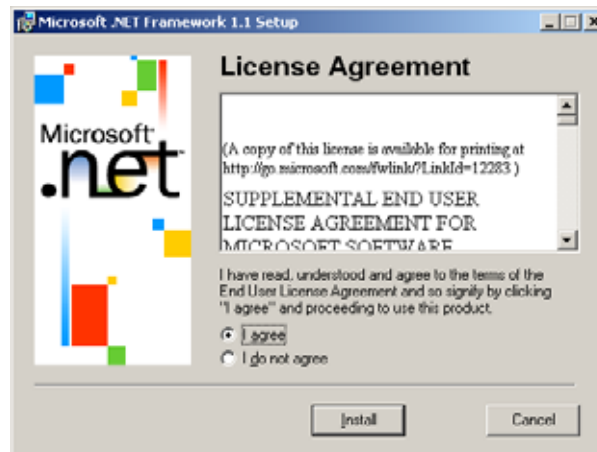 Microsoft .NET Framework 1.1 Setup
License Agreement
Microsoft
.net
(A copy of this license is available for printing at
http://go.microsoft.com/fwlink/?LinkId=12283 )
SUPPLEMENTAL END USER
LICENSE AGREEMENT FOR
MICROSOFT SOFTWARE
I have read, understood and agree to the terms of the
End User License Agreement and so signify by clicking
"I agree" and proceeding to use this product.
I agree
I do not agree
Install
Cancel